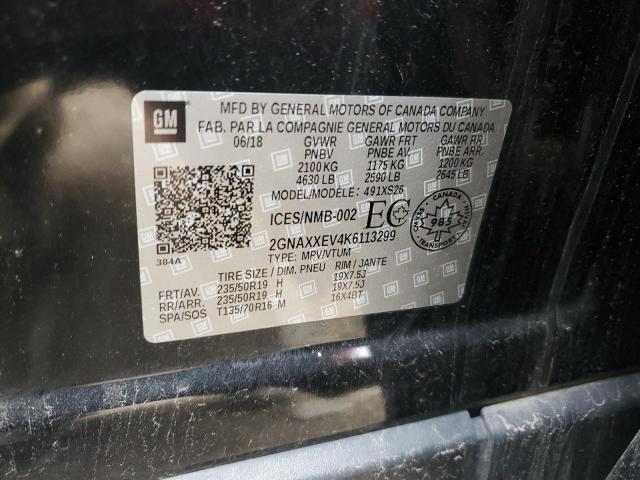 GM
MFD BY GENERAL MOTORS OF CANADA COMPANY
FAB. PAR LA COMPAGNIE GENERAL MOTORS DU CANADA
06/18 GVWR GAWR FRT GAWR RR
PNBV PNBE AV PNBE ARR.
2100 KG 1175 KG 1200 KG
4630 LB 2590 LB 2645 LB
MODEL/MODÈLE: 491XS26
ICES/NMB-002 EC
CANADA
985
TRANSPORT
384A
2GNAXXEV4K6113299
TYPE: MPV/VTUM
TIRE SIZE / DIM. PNEU RIM / JANTE
FRT/AV. 235/50R19 H 19X7.5J
RR/ARR. 235/50R19 H 19X7.5J
SPA/SOS T135/70R16 M 16X4BT